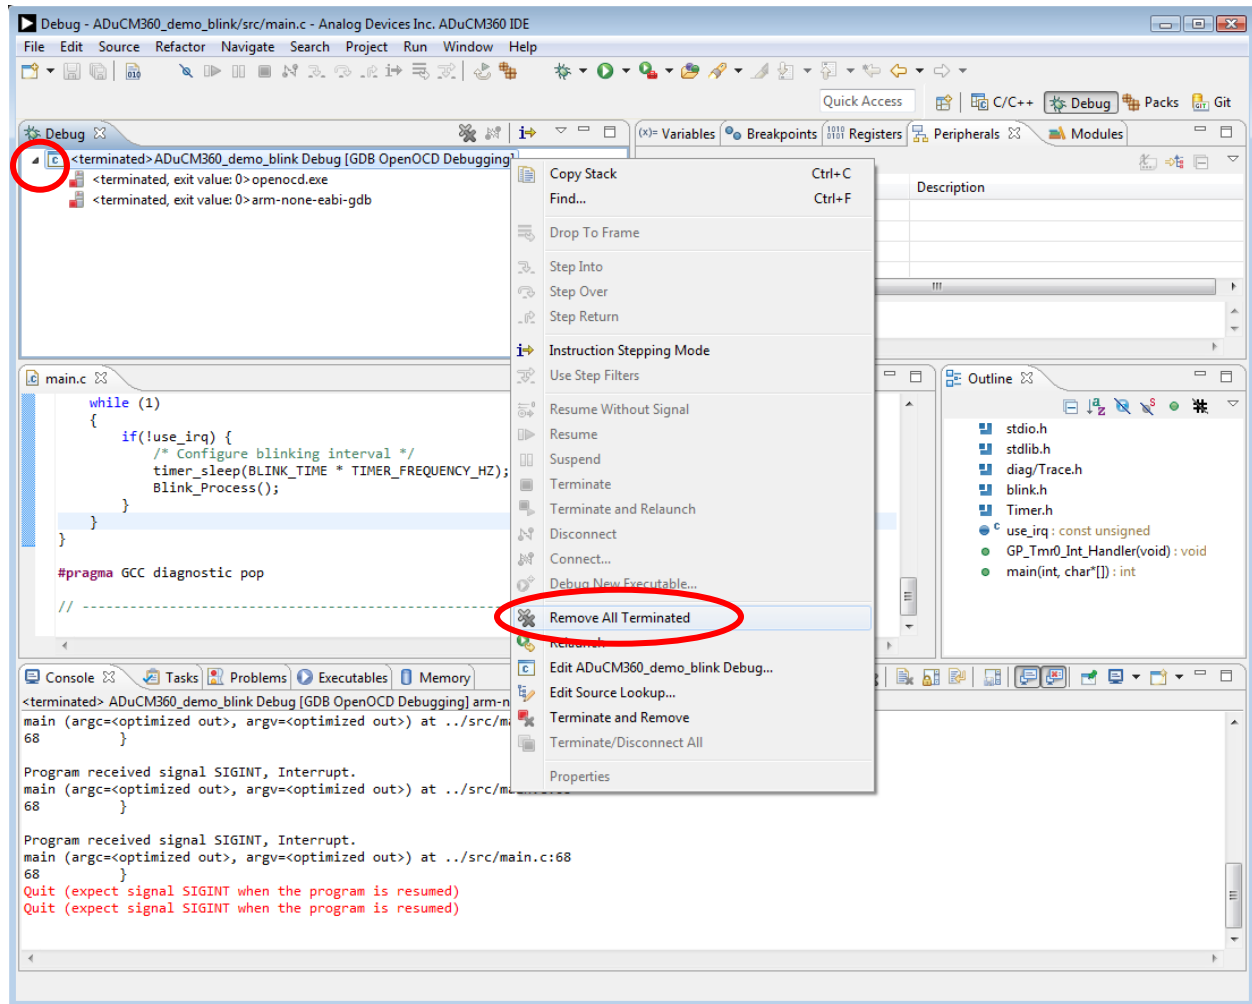 Debug - ADuCM360_demo_blink/src/main.c - Analog Devices Inc. ADuCM360 IDE
File Edit Source Refactor Navigate Search Project Run Window Help
Quick Access C/C++ Debug Packs Git
Debug
(x)= Variables Breakpoints Registers Peripherals Modules
<terminated>ADuCM360_demo_blink Debug [GDB OpenOCD Debugging]
<terminated, exit value: 0>openocd.exe
<terminated, exit value: 0>arm-none-eabi-gdb
Description
Copy Stack Ctrl+C
Find... Ctrl+F
Drop To Frame
Step Into
Step Over
Step Return
Instruction Stepping Mode
Use Step Filters
Resume Without Signal
Resume
Suspend
Terminate
Terminate and Relaunch
Disconnect
Connect...
Debug New Executable...
Remove All Terminated
Relaunch
Edit ADuCM360_demo_blink Debug...
Edit Source Lookup...
Terminate and Remove
Terminate/Disconnect All
Properties
main.c
while (1)
{
if(!use_irq) {
/* Configure blinking interval */
timer_sleep(BLINK_TIME * TIMER_FREQUENCY_HZ);
Blink_Process();
}
}
}
#pragma GCC diagnostic pop
// ----------------------------------------------------
Outline
stdio.h
stdlib.h
diag/Trace.h
blink.h
Timer.h
use_irq : const unsigned
GP_Tmr0_Int_Handler(void) : void
main(int, char*[]) : int
Console Tasks Problems Executables Memory
<terminated> ADuCM360_demo_blink Debug [GDB OpenOCD Debugging] arm-n
main (argc=<optimized out>, argv=<optimized out>) at ../src/m
68 }
Program received signal SIGINT, Interrupt.
main (argc=<optimized out>, argv=<optimized out>) at ../src/m
68 }
Program received signal SIGINT, Interrupt.
main (argc=<optimized out>, argv=<optimized out>) at ../src/main.c:68
68 }
Quit (expect signal SIGINT when the program is resumed)
Quit (expect signal SIGINT when the program is resumed)